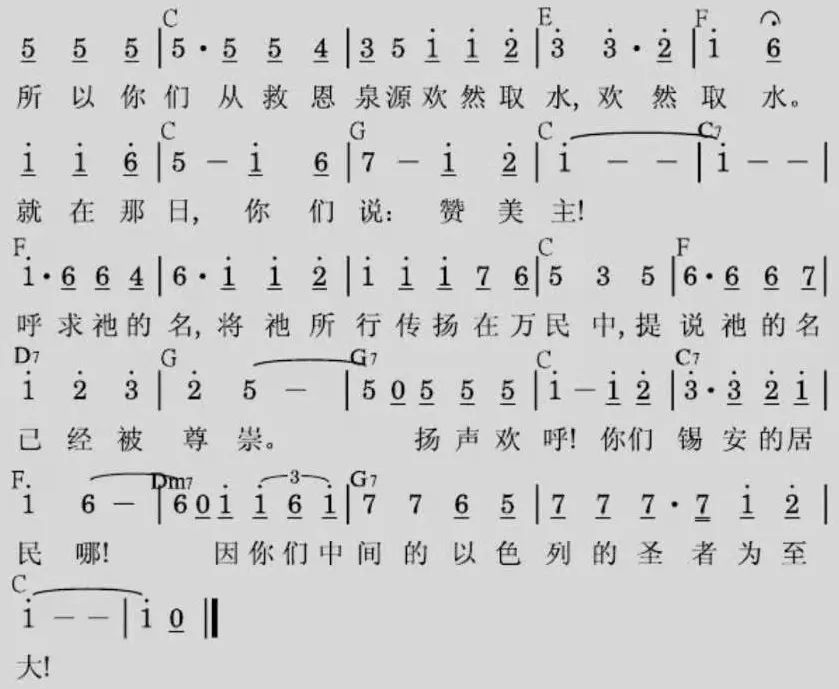 C E F
5 5 5 | 5 · 5 5 4 | 3 5 i i 2̇ | 3̇ 3̇ · 2̇ | i 6
所以你们从救恩泉源欢然取水,欢然取水。
C G C C7
i i 6 | 5 – i 6 | 7 – i 2̇ | i – – | i – – |
就在那日,你们说:赞美主!
F C F
i · 6 6 4 | 6 · i i 2̇ | i i i 7 6 | 5 3 5 | 6 · 6 6 7 |
呼求祂的名,将祂所行传扬在万民中,提说祂的名
D7 G G7 C C7
i 2̇ 3̇ | 2̇ 5 – | 5 0 5 5 5 | i – i 2̇ | 3̇ · 3̇ 2̇ i |
已经被尊崇。扬声欢呼!你们锡安的居
F Dm7 3 G7
i 6 – | 6 0 i i 6 i | 7 7 6 5 | 7 7 7 · 7 i 2̇ |
民哪!因你们中间的以色列的圣者为至
C
i – – | i 0 ‖
大!